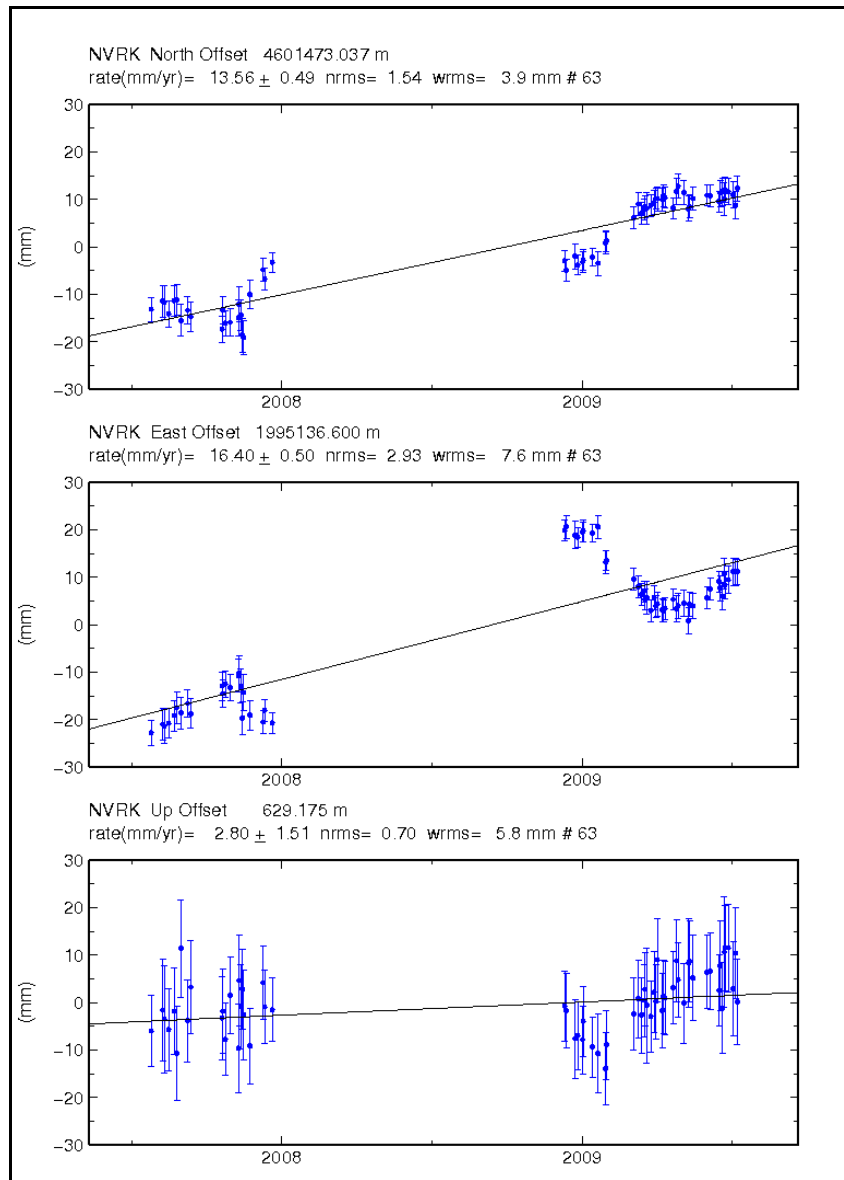 NVRK North Offset 4601473.037 m
rate(mm/yr)= 13.56 ± 0.49 nrms= 1.54 wrms= 3.9 mm # 63
30
20
10
0
−10
−20
−30
(mm)
2008 2009
NVRK East Offset 1995136.600 m
rate(mm/yr)= 16.40 ± 0.50 nrms= 2.93 wrms= 7.6 mm # 63
30
20
10
0
−10
−20
−30
(mm)
2008 2009
NVRK Up Offset 629.175 m
rate(mm/yr)= 2.80 ± 1.51 nrms= 0.70 wrms= 5.8 mm # 63
30
20
10
0
−10
−20
−30
(mm)
2008 2009